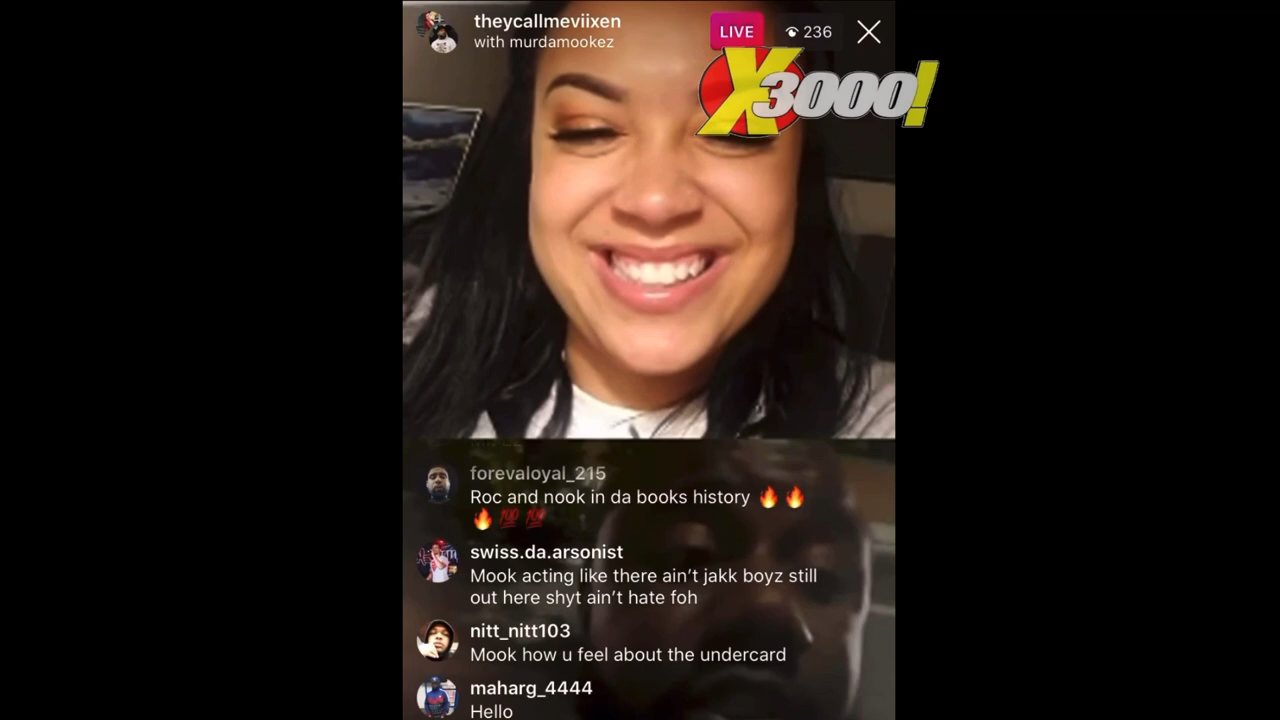 theycallmeviixen
with murdamookez
LIVE
236
X3000!
forevaloyal_215
Roc and nook in da books history 🔥🔥
🔥💯💯
swiss.da.arsonist
Mook acting like there ain’t jakk boyz still
out here shyt ain’t hate foh
nitt_nitt103
Mook how u feel about the undercard
maharg_4444
Hello